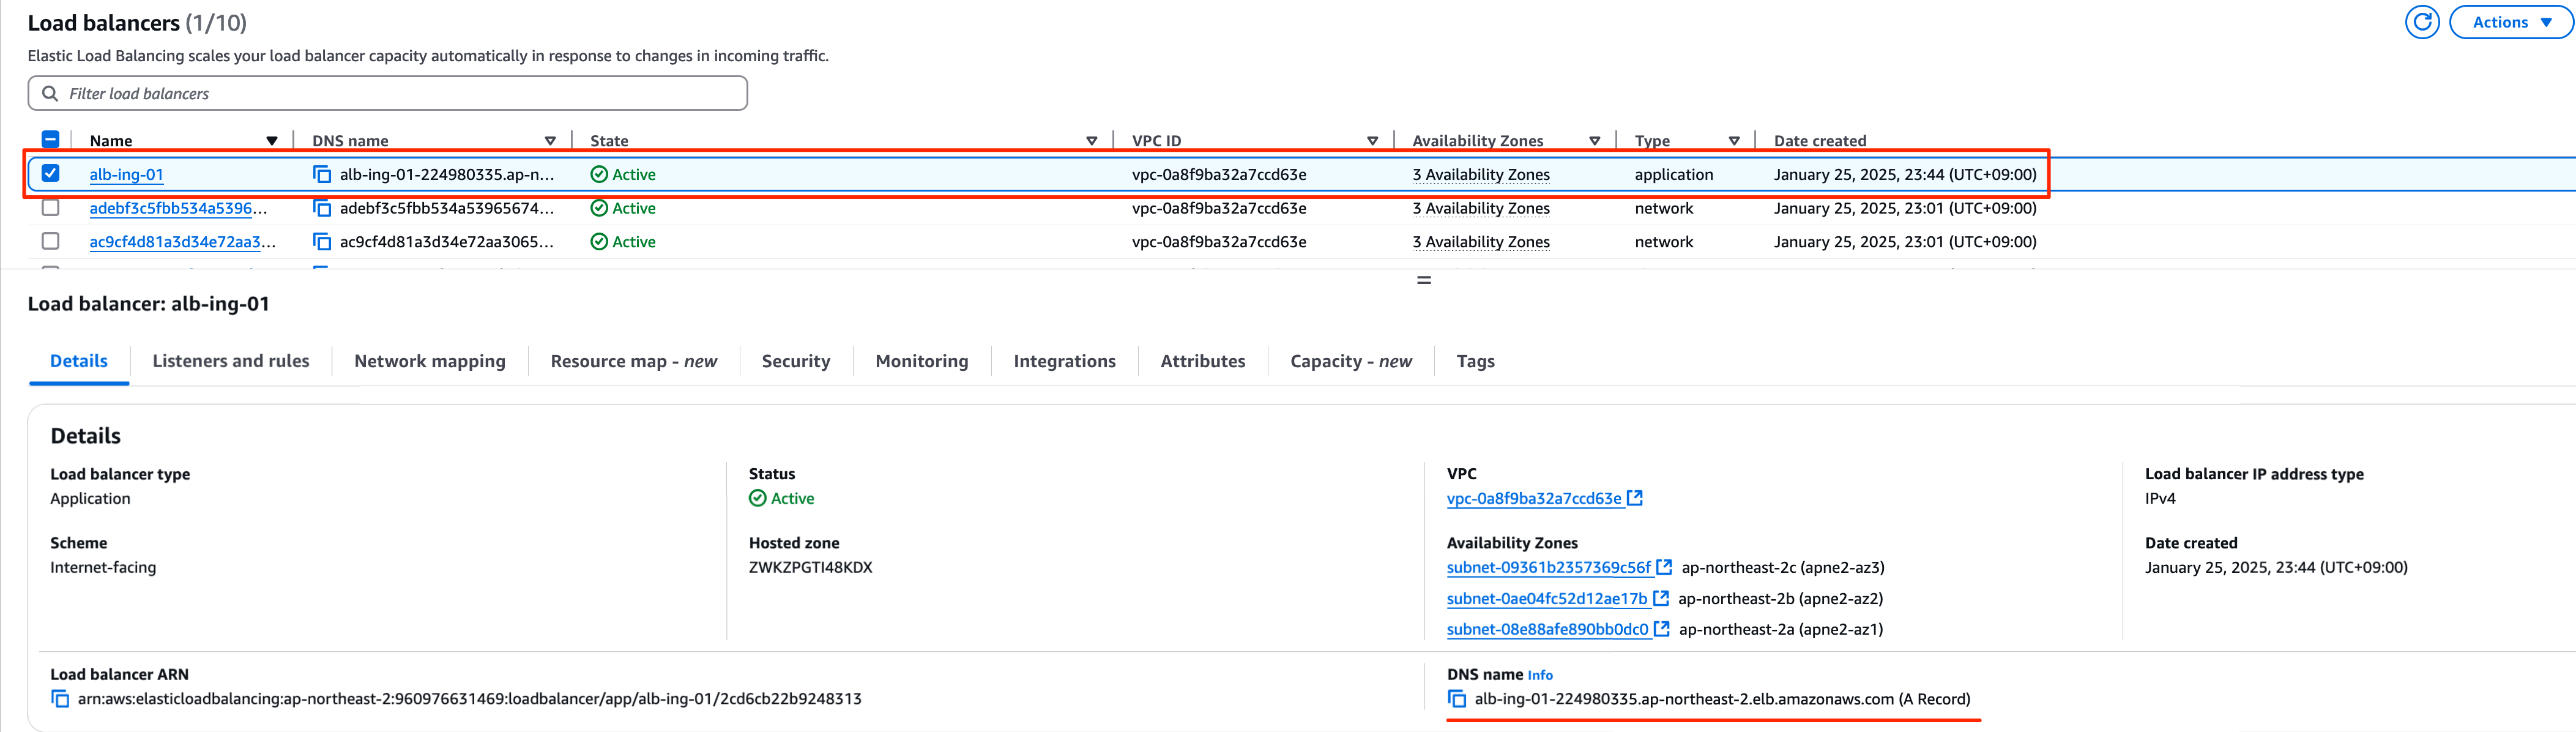 Load balancers (1/10)
Actions
Elastic Load Balancing scales your load balancer capacity automatically in response to changes in incoming traffic.
Filter load balancers
Name DNS name State VPC ID Availability Zones Type Date created
alb-ing-01 alb-ing-01-224980335.ap-n... Active vpc-0a8f9ba32a7ccd63e 3 Availability Zones application January 25, 2025, 23:44 (UTC+09:00)
adebf3c5fbb534a5396... adebf3c5fbb534a53965674... Active vpc-0a8f9ba32a7ccd63e 3 Availability Zones network January 25, 2025, 23:01 (UTC+09:00)
ac9cf4d81a3d34e72aa3... ac9cf4d81a3d34e72aa3065... Active vpc-0a8f9ba32a7ccd63e 3 Availability Zones network January 25, 2025, 23:01 (UTC+09:00)
Load balancer: alb-ing-01
Details Listeners and rules Network mapping Resource map - new Security Monitoring Integrations Attributes Capacity - new Tags
Details
Load balancer type
Application
Status
Active
VPC
vpc-0a8f9ba32a7ccd63e
Load balancer IP address type
IPv4
Scheme
Internet-facing
Hosted zone
ZWKZPGTI48KDX
Availability Zones
subnet-09361b2357369c56f ap-northeast-2c (apne2-az3)
subnet-0ae04fc52d12ae17b ap-northeast-2b (apne2-az2)
subnet-08e88afe890bb0dc0 ap-northeast-2a (apne2-az1)
Date created
January 25, 2025, 23:44 (UTC+09:00)
Load balancer ARN
arn:aws:elasticloadbalancing:ap-northeast-2:960976631469:loadbalancer/app/alb-ing-01/2cd6cb22b9248313
DNS name Info
alb-ing-01-224980335.ap-northeast-2.elb.amazonaws.com (A Record)